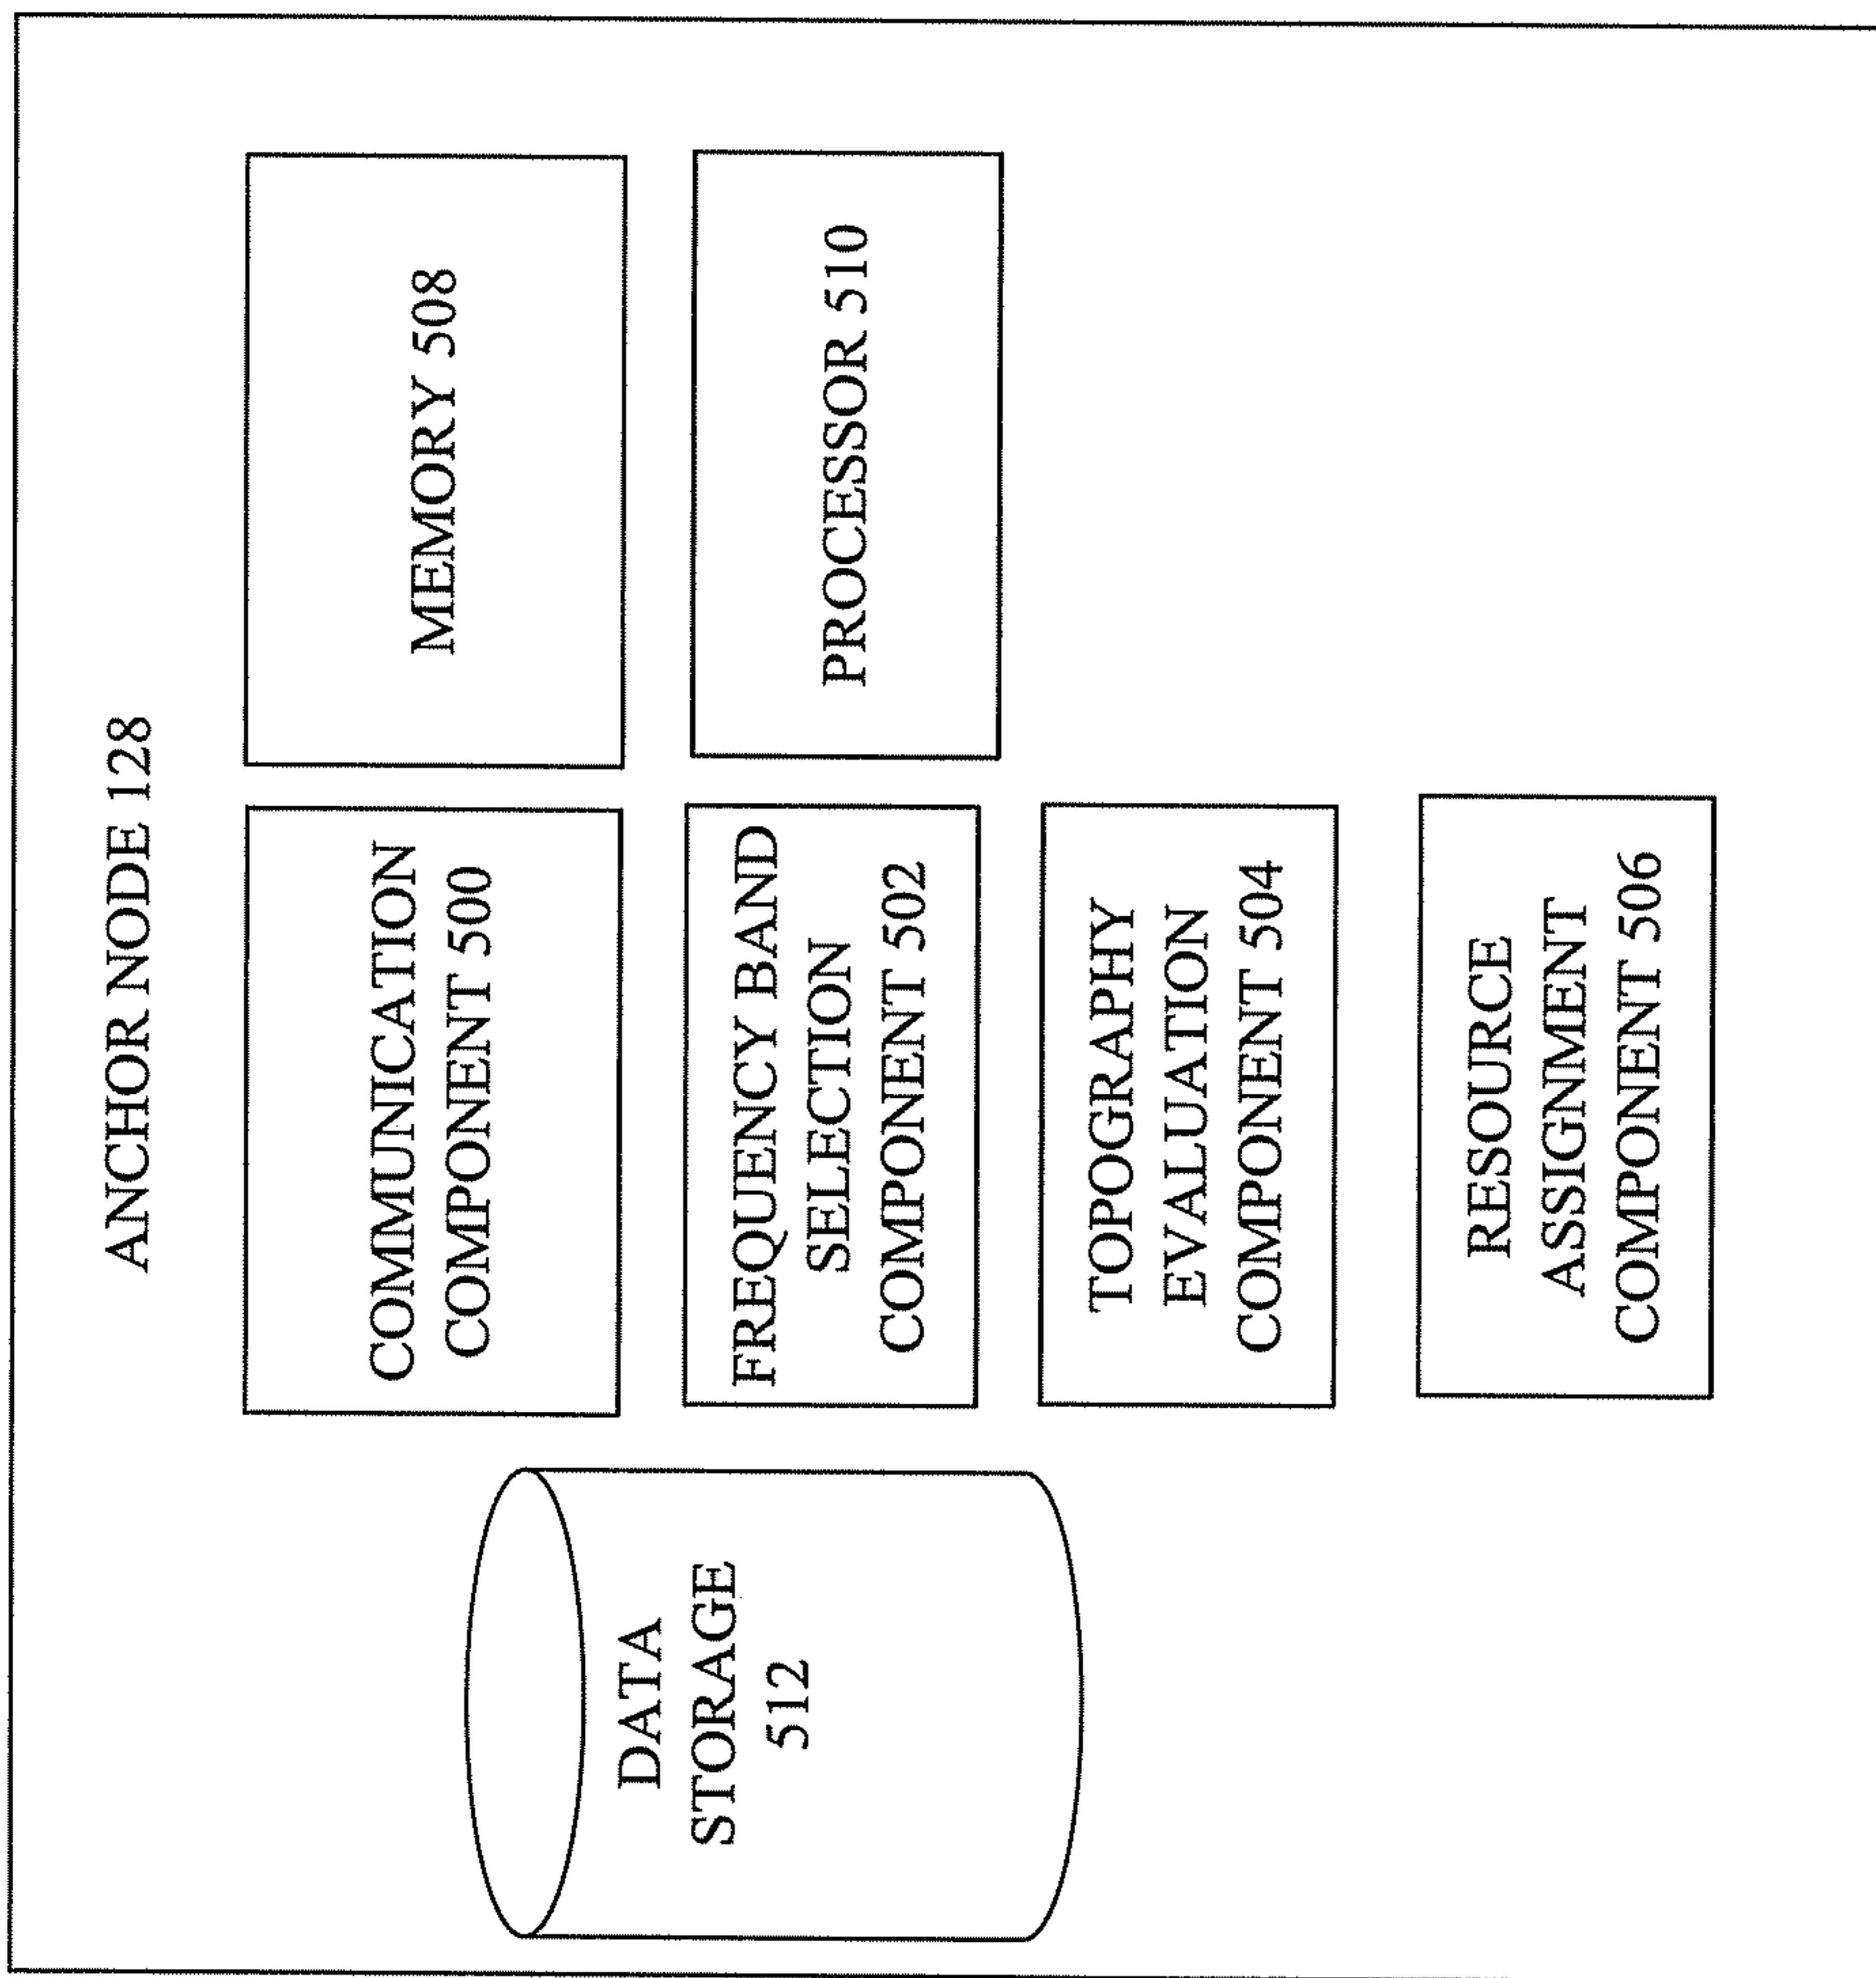 ANCHOR NODE 128
COMMUNICATION
COMPONENT 500
FREQUENCY BAND
SELECTION
COMPONENT 502
TOPOGRAPHY
EVALUATION
COMPONENT 504
RESOURCE
ASSIGNMENT
COMPONENT 506
MEMORY 508
PROCESSOR 510
DATA
STORAGE
512